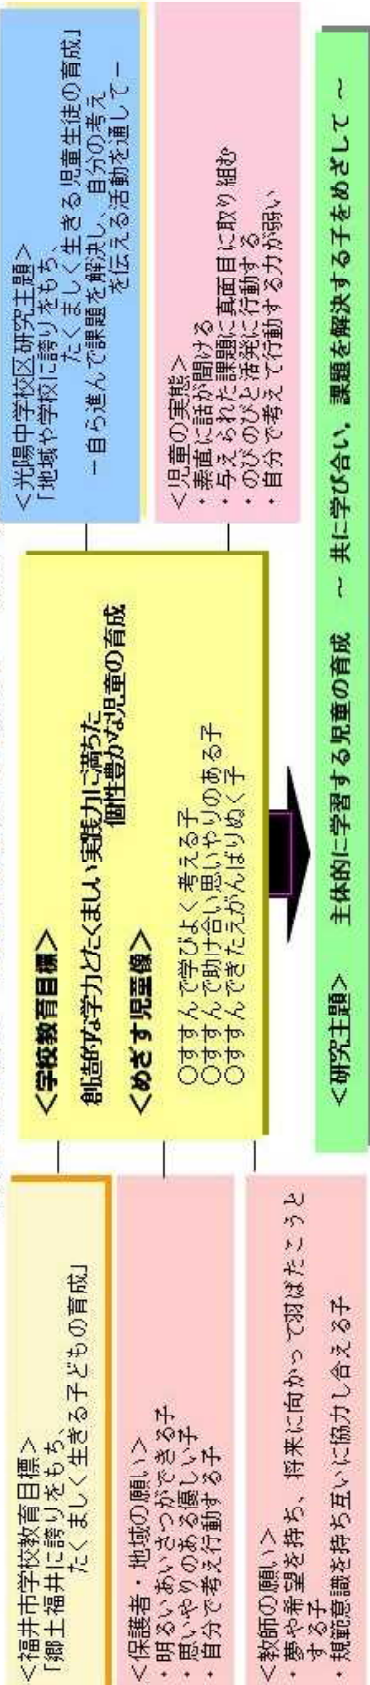 <福井市学校教育目標>
「郷土福井に誇りをもち、
たくましく生きる子どもの育成」
<保護者・地域の願い>
・明るいあいさつができる子
・思いやりのある優しい子
・自分で考え行動する子
<教師の願い>
・夢や希望を持ち、将来に向かって羽ばたこうと
する子
・規範意識を持ち互いに協力し合える子
<学校教育目標>
創造的な学力とたくましい実践力に満ちた
個性豊かな児童の育成
<めざす児童像>
○すすんで学びよく考える子
○すすんで助け合い思いやりのある子
○すすんできたえがんばりぬく子
<光陽中学校区研究主題>
「地域や学校に誇りをもち、
たくましく生きる児童生徒の育成」
－自ら進んで課題を解決し、自分の考え
を伝える活動を通して－
<児童の実態>
・素直に話が聞ける
・与えられた課題に真面目に取り組む
・のびのびと活発に行動する
・自分で考えて行動する力が弱い
<研究主題>　主体的に学習する児童の育成　～ 共に学び合い、課題を解決する子をめざして ～